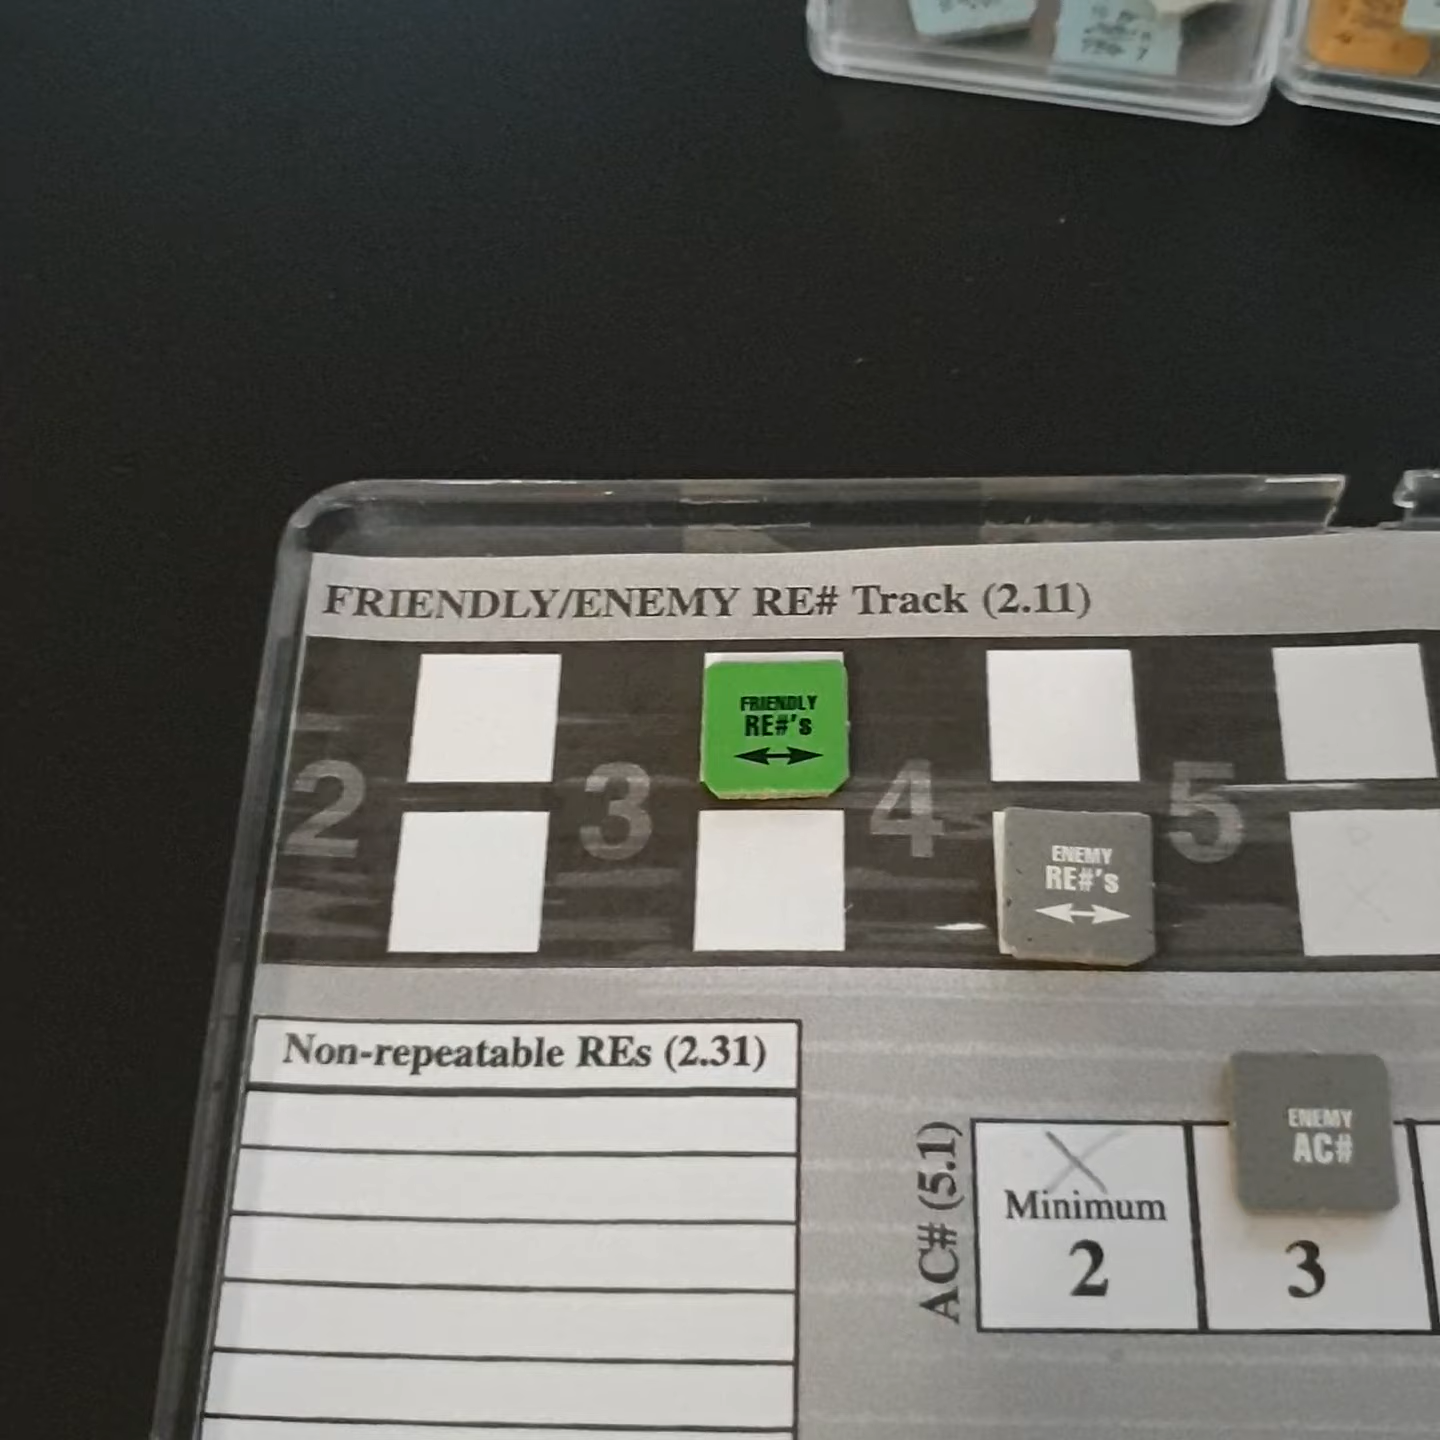 FRIENDLY/ENEMY RE# Track (2.11)
FRIENDLY
RE#'s
2 3 4 5
ENEMY
RE#'s
Non-repeatable REs (2.31)
AC# (5.1)
Minimum
2
ENEMY
AC#
3